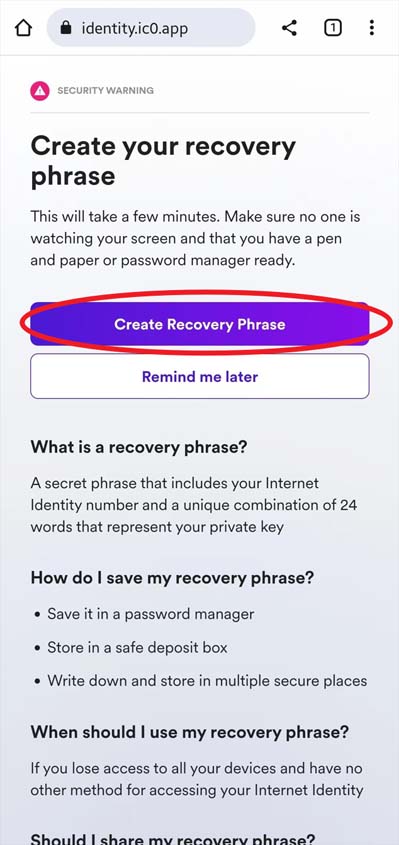 identity.ic0.app
1
SECURITY WARNING
Create your recovery
phrase
This will take a few minutes. Make sure no one is
watching your screen and that you have a pen
and paper or password manager ready.
Create Recovery Phrase
Remind me later
What is a recovery phrase?
A secret phrase that includes your Internet
Identity number and a unique combination of 24
words that represent your private key
How do I save my recovery phrase?
• Save it in a password manager
• Store in a safe deposit box
• Write down and store in multiple secure places
When should I use my recovery phrase?
If you lose access to all your devices and have no
other method for accessing your Internet Identity
Should I share my recovery phrase?